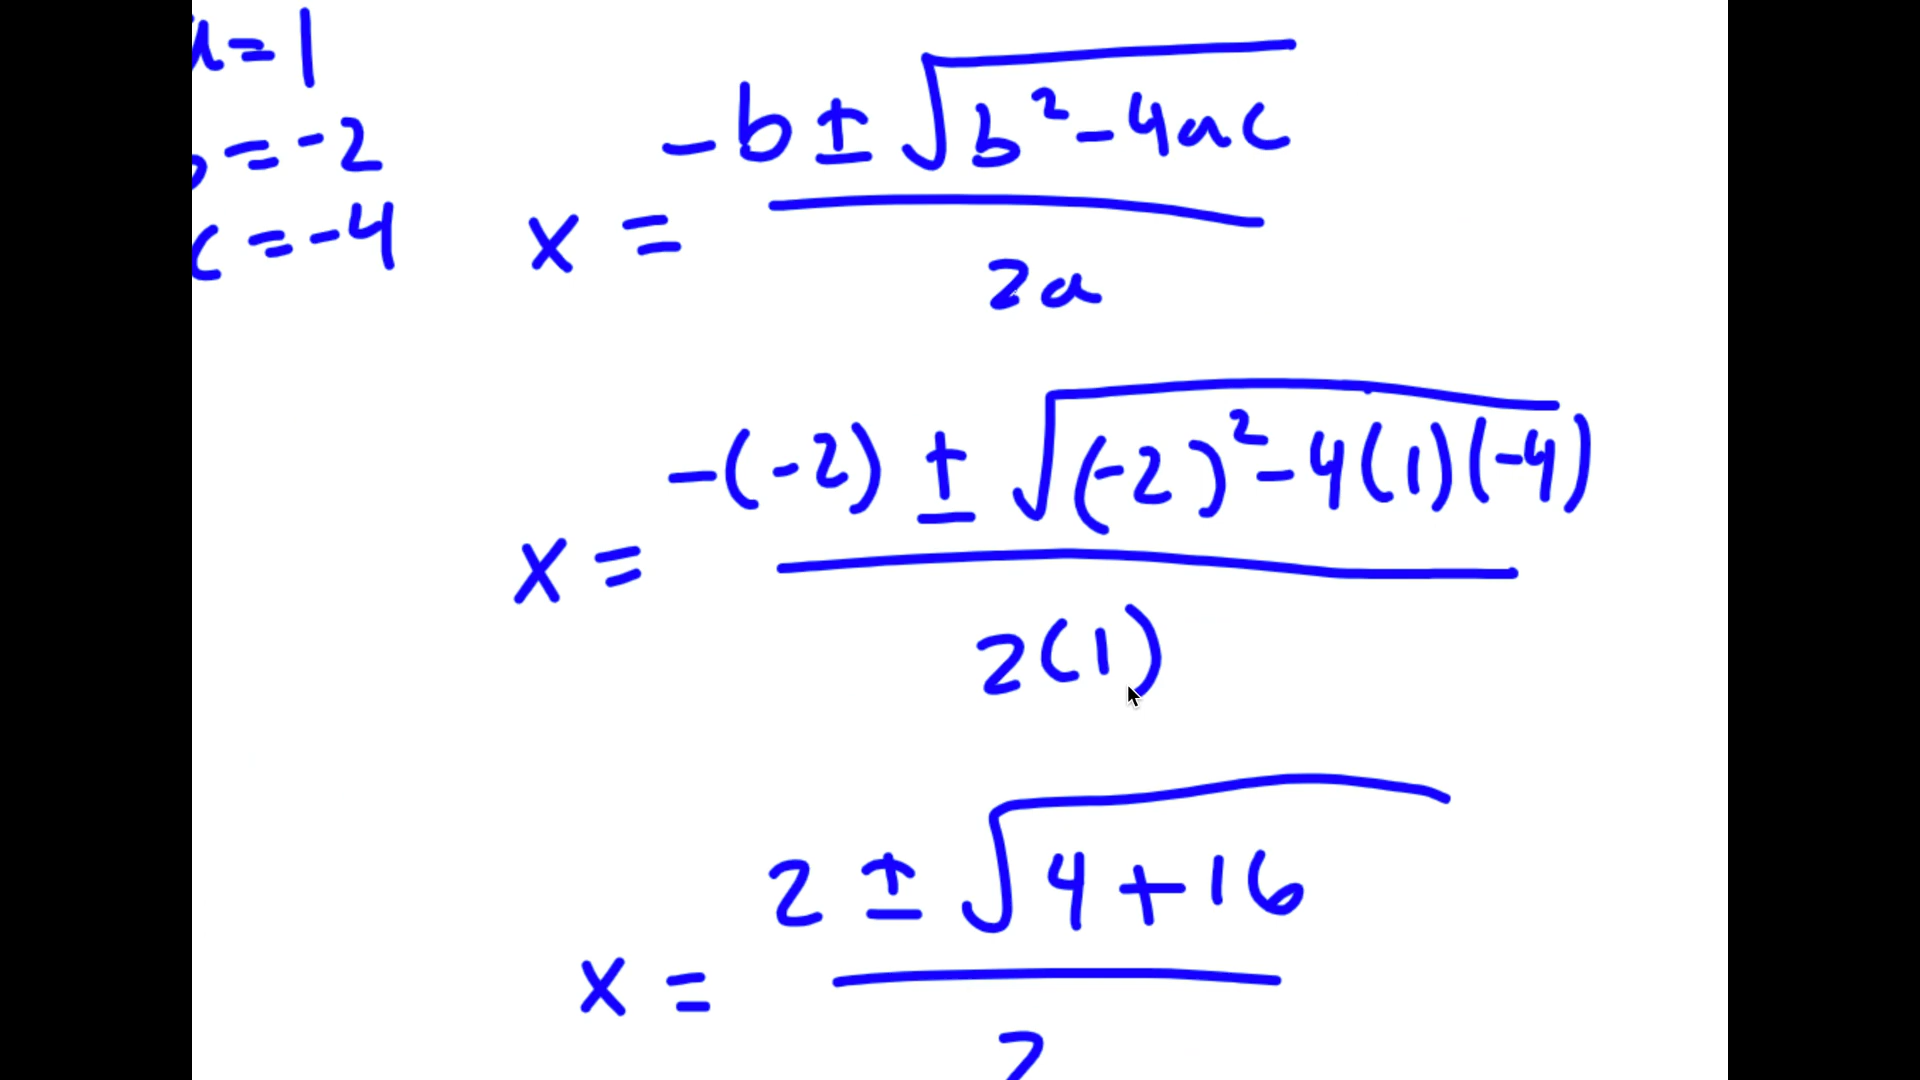 a = 1
b = -2
c = -4
x = -b ± √b² - 4ac
2a
x = -(-2) ± √(-2)² - 4(1)(-4)
2(1)
x = 2 ± √4 + 16
2